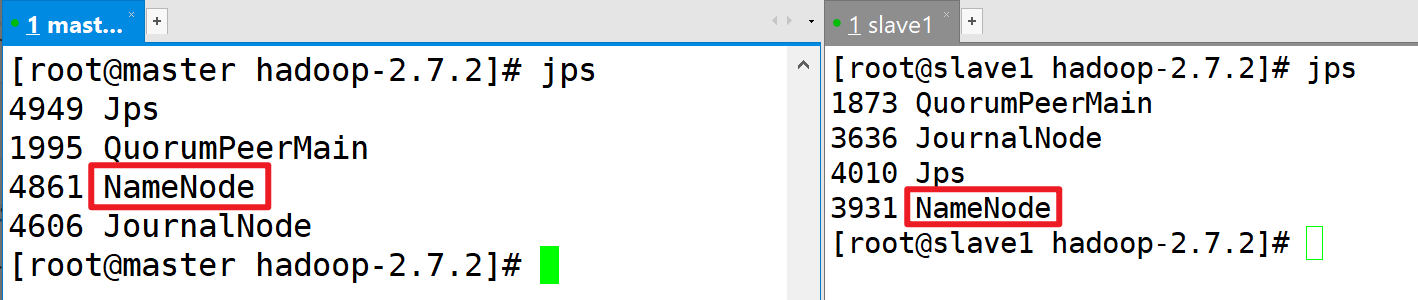 1 mast... × +
[root@master hadoop-2.7.2]# jps
4949 Jps
1995 QuorumPeerMain
4861 NameNode
4606 JournalNode
[root@master hadoop-2.7.2]#
1 slave1 × +
[root@slave1 hadoop-2.7.2]# jps
1873 QuorumPeerMain
3636 JournalNode
4010 Jps
3931 NameNode
[root@slave1 hadoop-2.7.2]#